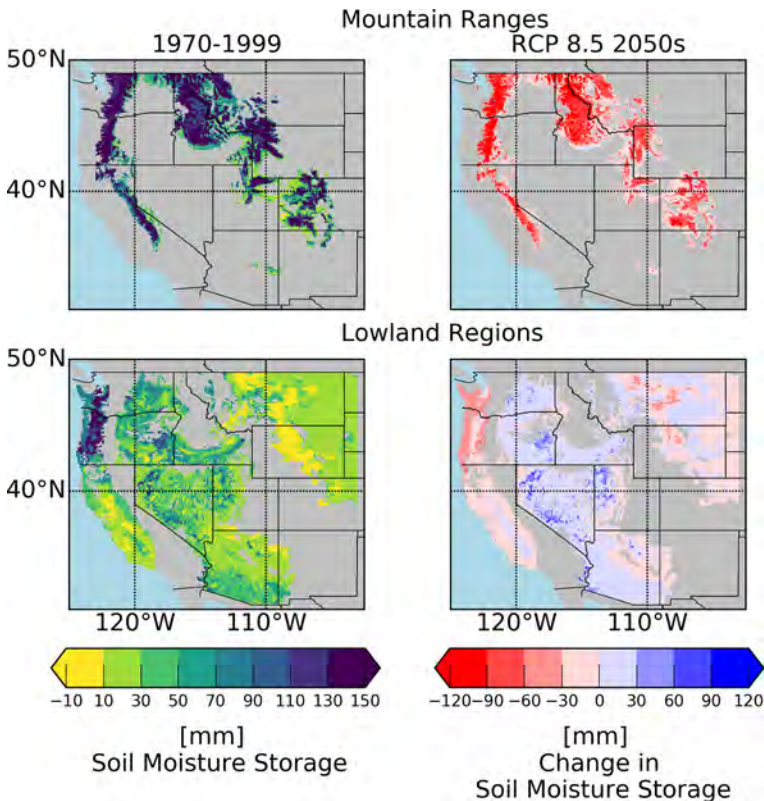 Mountain Ranges
1970-1999
RCP 8.5 2050s
50°N
40°N
Lowland Regions
50°N
40°N
120°W 110°W
120°W 110°W
−10 10 30 50 70 90 110 130 150
−120 −90 −60 −30 0 30 60 90 120
[mm]
Soil Moisture Storage
[mm]
Change in
Soil Moisture Storage